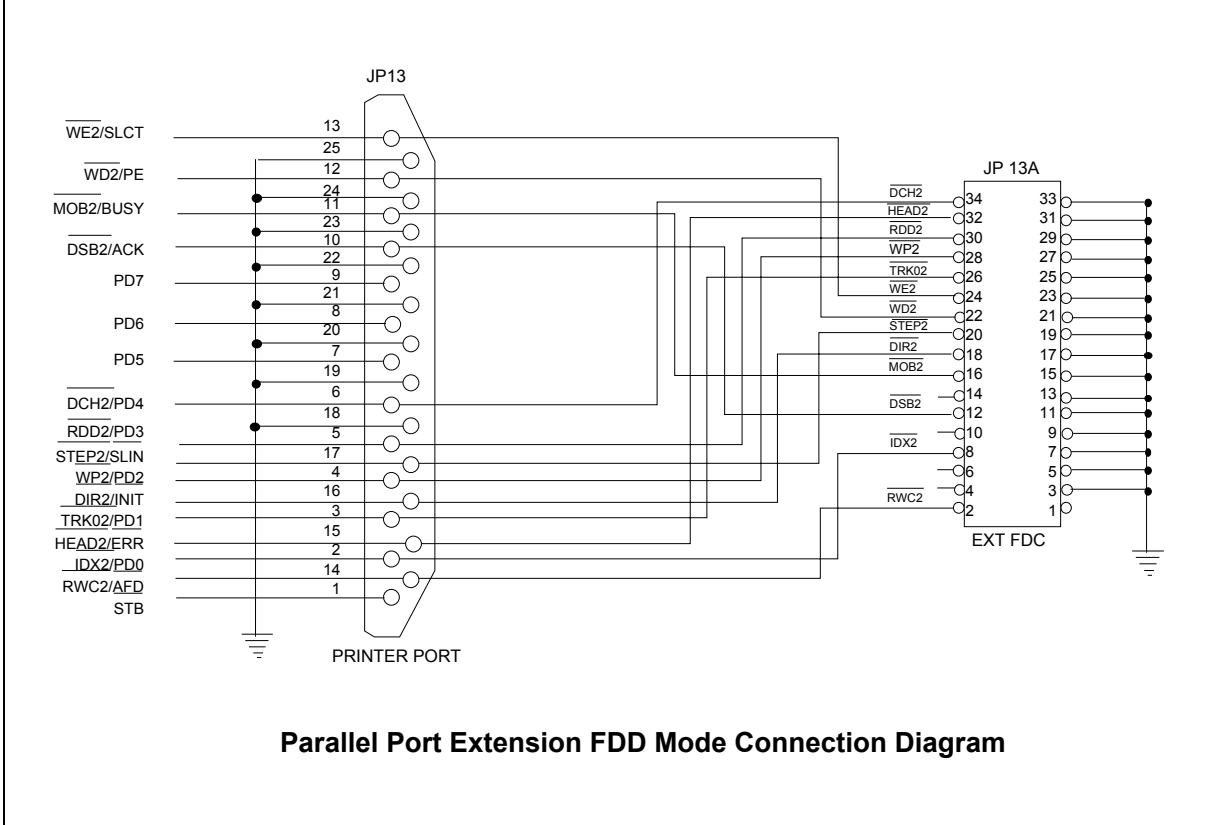 JP13
WE2/SLCT
WD2/PE
MOB2/BUSY
DSB2/ACK
PD7
PD6
PD5
DCH2/PD4
RDD2/PD3
STEP2/SLIN
WP2/PD2
DIR2/INIT
TRK02/PD1
HEAD2/ERR
IDX2/PD0
RWC2/AFD
STB
13
25
12
24
11
23
10
22
9
21
8
20
7
19
6
18
5
17
4
16
3
15
2
14
1
PRINTER PORT
JP 13A
DCH2 34 33
HEAD2 32 31
RDD2 30 29
WP2 28 27
TRK02 26 25
WE2 24 23
WD2 22 21
STEP2 20 19
DIR2 18 17
MOB2 16 15
14 13
DSB2 12 11
10 9
IDX2 8 7
6 5
4 3
RWC2 2 1
EXT FDC
Parallel Port Extension FDD Mode Connection Diagram